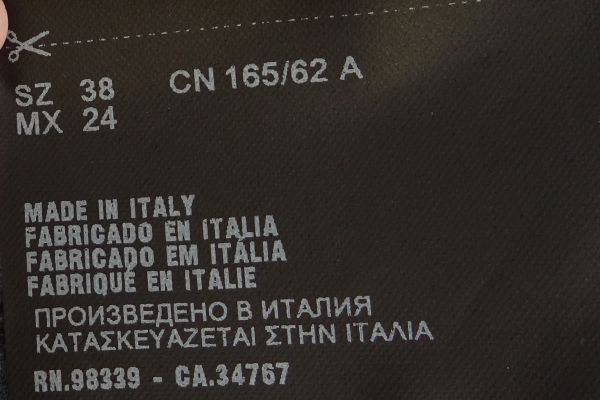 SZ 38 CN 165/62 A
MX 24
MADE IN ITALY
FABRICADO EN ITALIA
FABRICADO EM ITÁLIA
FABRIQUÉ EN ITALIE
ПРОИЗВЕДЕНО В ИТАЛИЯ
ΚΑΤΑΣΚΕΥΑΖΕΤΑΙ ΣΤΗΝ ΙΤΑΛΙΑ
RN.98339 - CA.34767